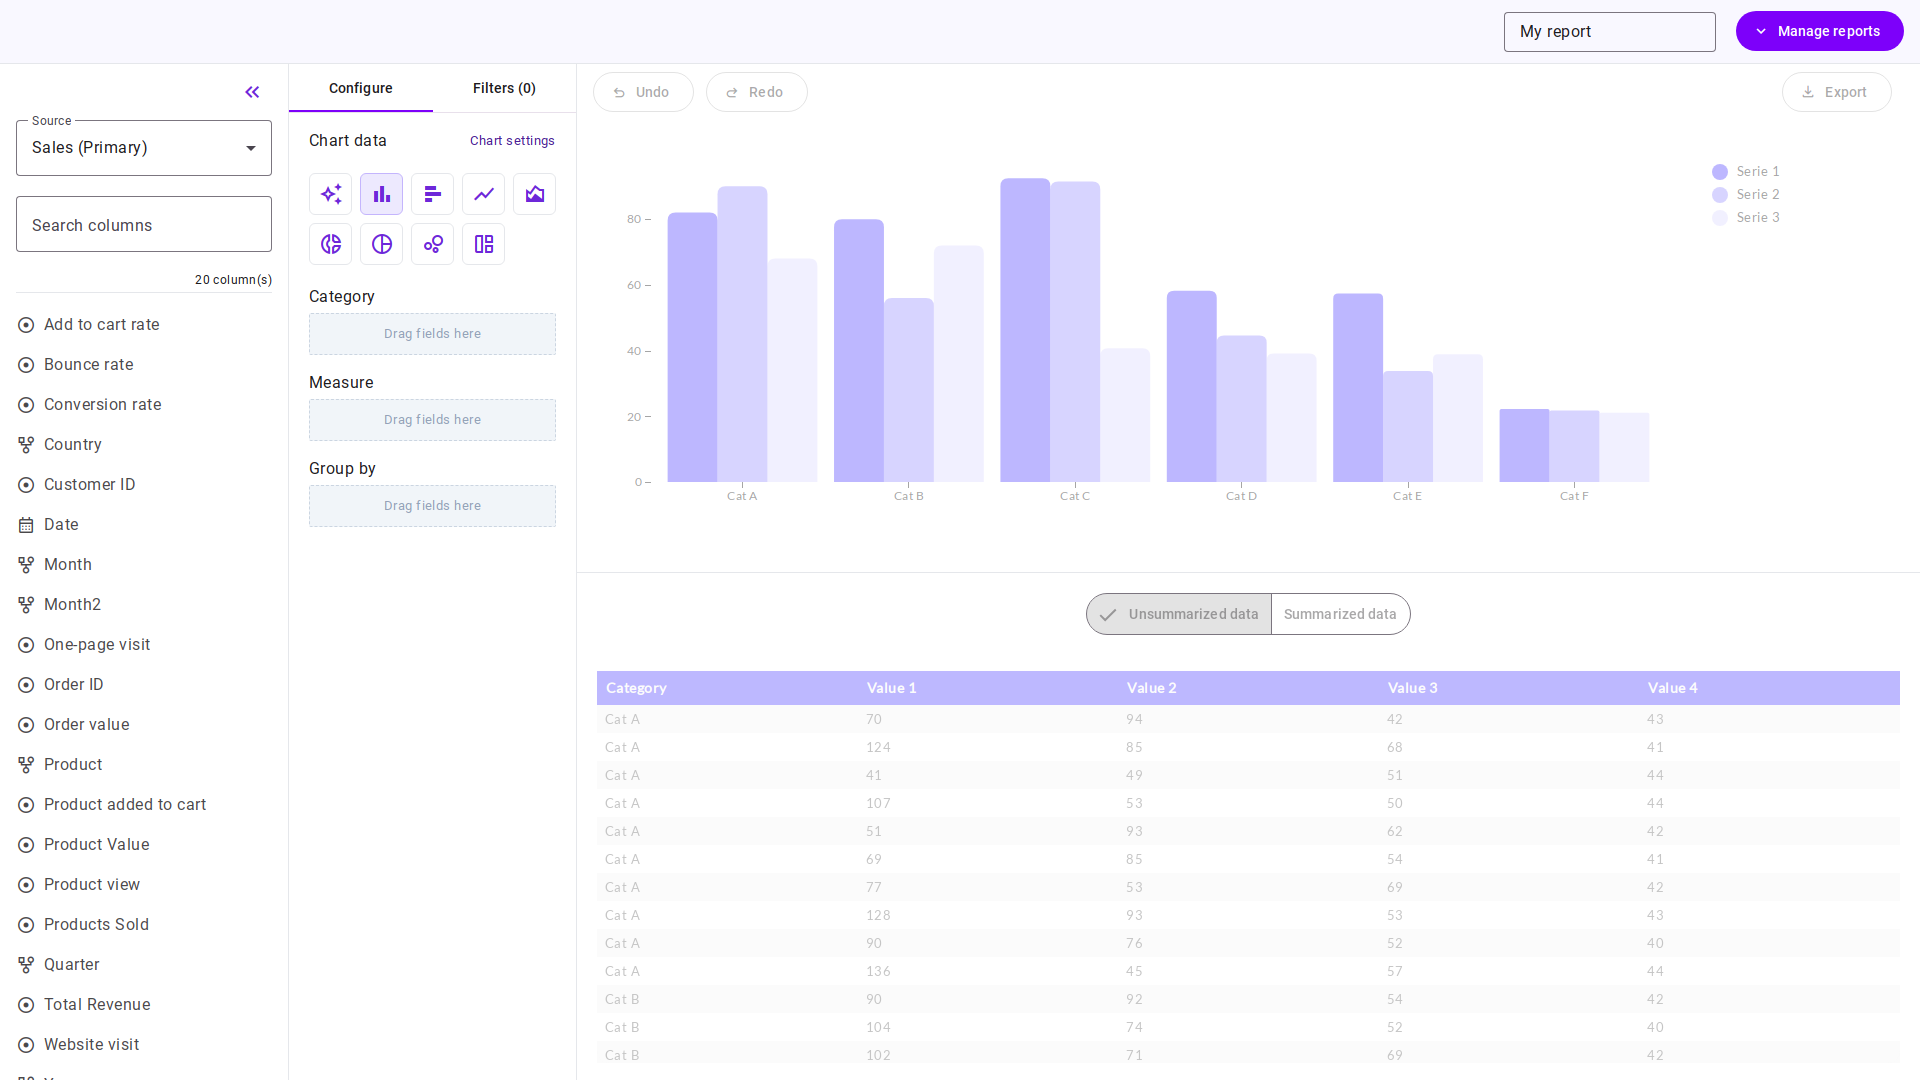 My report
Manage reports
Source
Sales (Primary)
Search columns
20 column(s)
Add to cart rate
Bounce rate
Conversion rate
Country
Customer ID
Date
Month
Month2
One-page visit
Order ID
Order value
Product
Product added to cart
Product Value
Product view
Products Sold
Quarter
Total Revenue
Website visit
Configure
Filters (0)
Chart data
Chart settings
Category
Drag fields here
Measure
Drag fields here
Group by
Drag fields here
Undo
Redo
Export
80
60
40
20
0
Cat A
Cat B
Cat C
Cat D
Cat E
Cat F
Serie 1
Serie 2
Serie 3
Unsummarized data
Summarized data
Category Value 1 Value 2 Value 3 Value 4
Cat A 70 94 42 43
Cat A 124 85 68 41
Cat A 41 49 51 44
Cat A 107 53 50 44
Cat A 51 93 62 42
Cat A 69 85 54 41
Cat A 77 53 69 42
Cat A 128 93 53 43
Cat A 90 76 52 40
Cat A 136 45 57 44
Cat B 90 92 54 42
Cat B 104 74 52 40
Cat B 102 71 69 42